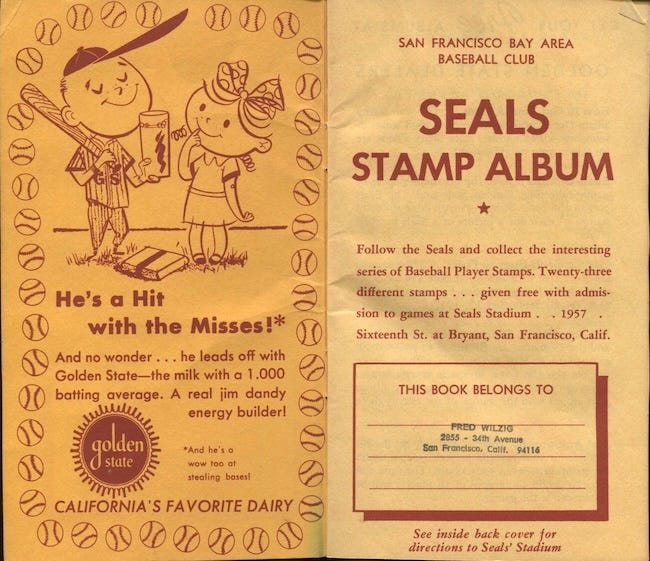 He's a Hit
with the Misses!*
And no wonder . . . he leads off with
Golden State—the milk with a 1.000
batting average. A real jim dandy
energy builder!
golden
state
*And he's a
wow too at
stealing bases!
CALIFORNIA'S FAVORITE DAIRY
SAN FRANCISCO BAY AREA
BASEBALL CLUB
SEALS
STAMP ALBUM
Follow the Seals and collect the interesting
series of Baseball Player Stamps. Twenty-three
different stamps . . . given free with admis-
sion to games at Seals Stadium . . 1957 .
Sixteenth St. at Bryant, San Francisco, Calif.
THIS BOOK BELONGS TO
FRED WILZIG
2855 - 34th Avenue
San Francisco, Calif. 94116
See inside back cover for
directions to Seals' Stadium